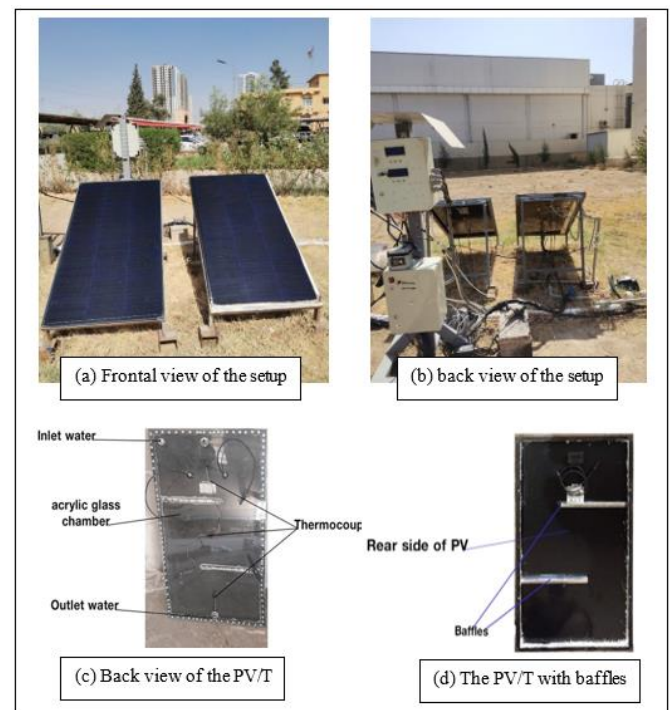 (a) Frontal view of the setup
(b) back view of the setup
Inlet water
acrylic glass
chamber
Thermocoup
Outlet water
(c) Back view of the PV/T
Rear side of PV
Baffles
(d) The PV/T with baffles